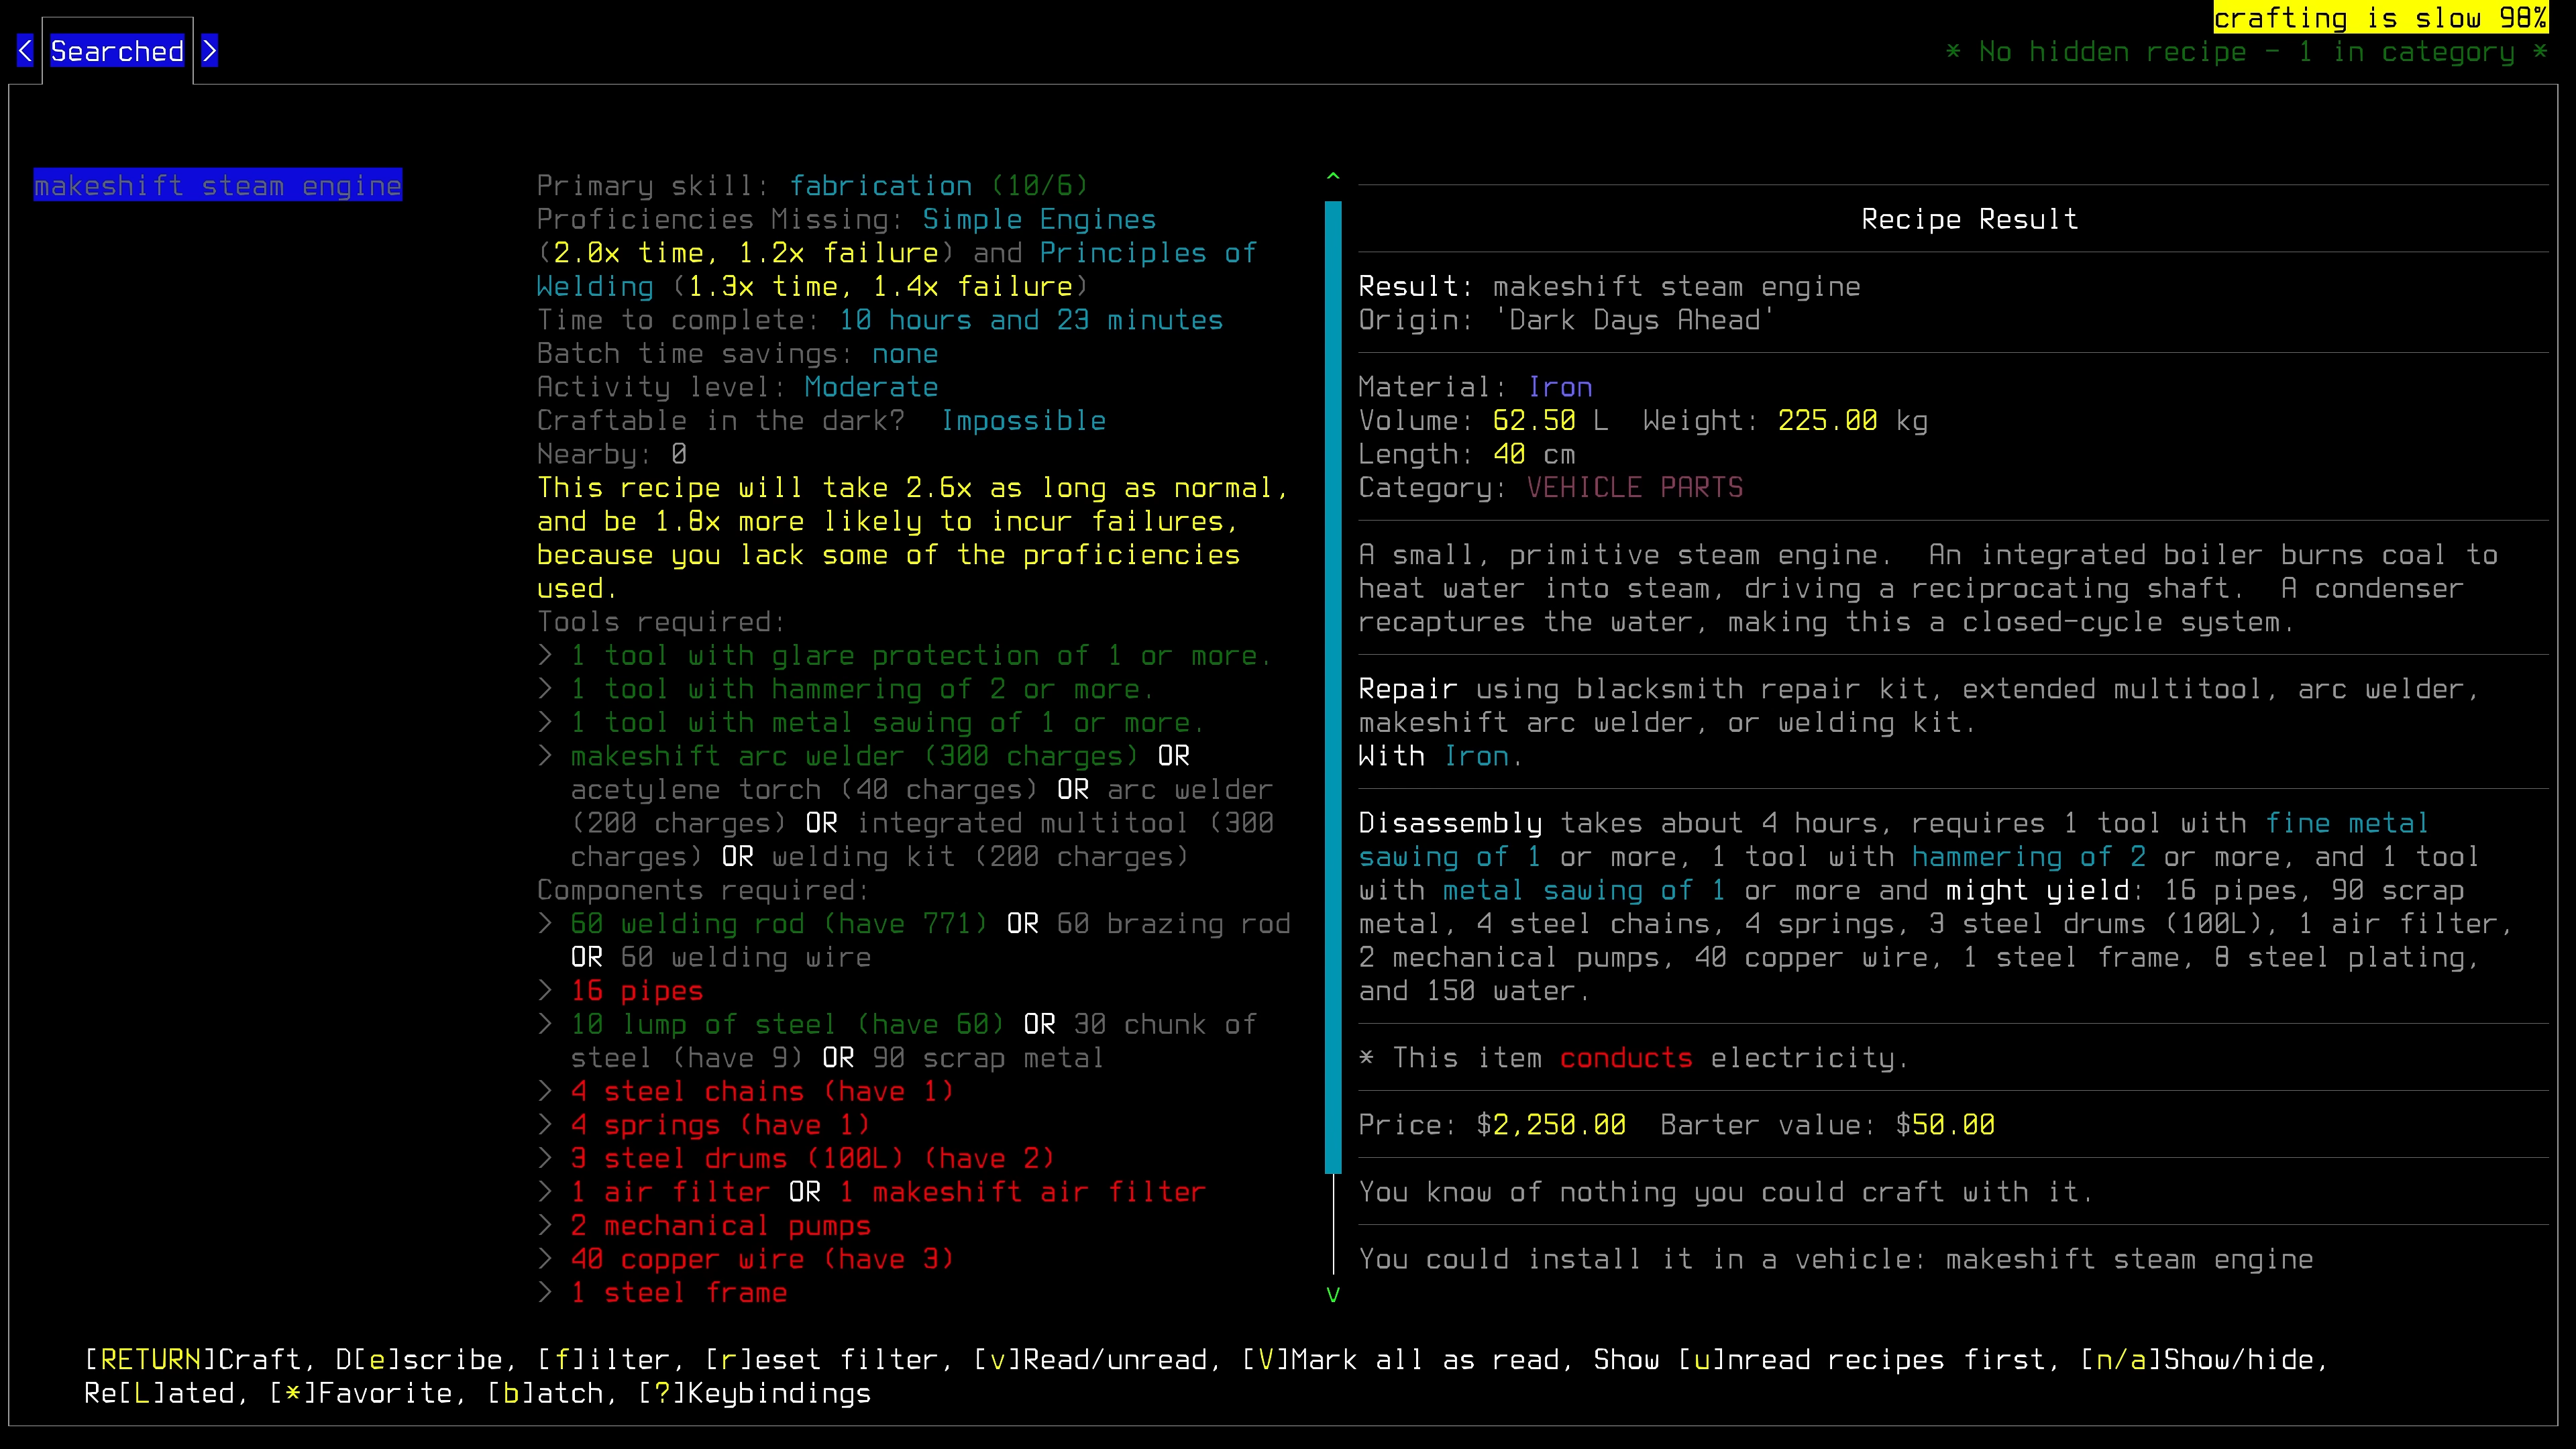 crafting is slow 98%
< Searched >
* No hidden recipe - 1 in category *
makeshift steam engine
Primary skill: fabrication (10/6)
Proficiencies Missing: Simple Engines
(2.0x time, 1.2x failure) and Principles of
Welding (1.3x time, 1.4x failure)
Time to complete: 10 hours and 23 minutes
Batch time savings: none
Activity level: Moderate
Craftable in the dark?  Impossible
Nearby: 0
This recipe will take 2.6x as long as normal,
and be 1.8x more likely to incur failures,
because you lack some of the proficiencies
used.
Tools required:
> 1 tool with glare protection of 1 or more.
> 1 tool with hammering of 2 or more.
> 1 tool with metal sawing of 1 or more.
> makeshift arc welder (300 charges) OR
acetylene torch (40 charges) OR arc welder
(200 charges) OR integrated multitool (300
charges) OR welding kit (200 charges)
Components required:
> 60 welding rod (have 771) OR 60 brazing rod
OR 60 welding wire
> 16 pipes
> 10 lump of steel (have 60) OR 30 chunk of
steel (have 9) OR 90 scrap metal
> 4 steel chains (have 1)
> 4 springs (have 1)
> 3 steel drums (100L) (have 2)
> 1 air filter OR 1 makeshift air filter
> 2 mechanical pumps
> 40 copper wire (have 3)
> 1 steel frame
^
v
Recipe Result
Result: makeshift steam engine
Origin: 'Dark Days Ahead'
Material: Iron
Volume: 62.50 L  Weight: 225.00 kg
Length: 40 cm
Category: VEHICLE PARTS
A small, primitive steam engine.  An integrated boiler burns coal to
heat water into steam, driving a reciprocating shaft.  A condenser
recaptures the water, making this a closed-cycle system.
Repair using blacksmith repair kit, extended multitool, arc welder,
makeshift arc welder, or welding kit.
With Iron.
Disassembly takes about 4 hours, requires 1 tool with fine metal
sawing of 1 or more, 1 tool with hammering of 2 or more, and 1 tool
with metal sawing of 1 or more and might yield: 16 pipes, 90 scrap
metal, 4 steel chains, 4 springs, 3 steel drums (100L), 1 air filter,
2 mechanical pumps, 40 copper wire, 1 steel frame, 8 steel plating,
and 150 water.
* This item conducts electricity.
Price: $2,250.00  Barter value: $50.00
You know of nothing you could craft with it.
You could install it in a vehicle: makeshift steam engine
[RETURN]Craft, D[e]scribe, [f]ilter, [r]eset filter, [v]Read/unread, [V]Mark all as read, Show [u]nread recipes first, [n/a]Show/hide,
Re[L]ated, [*]Favorite, [b]atch, [?]Keybindings